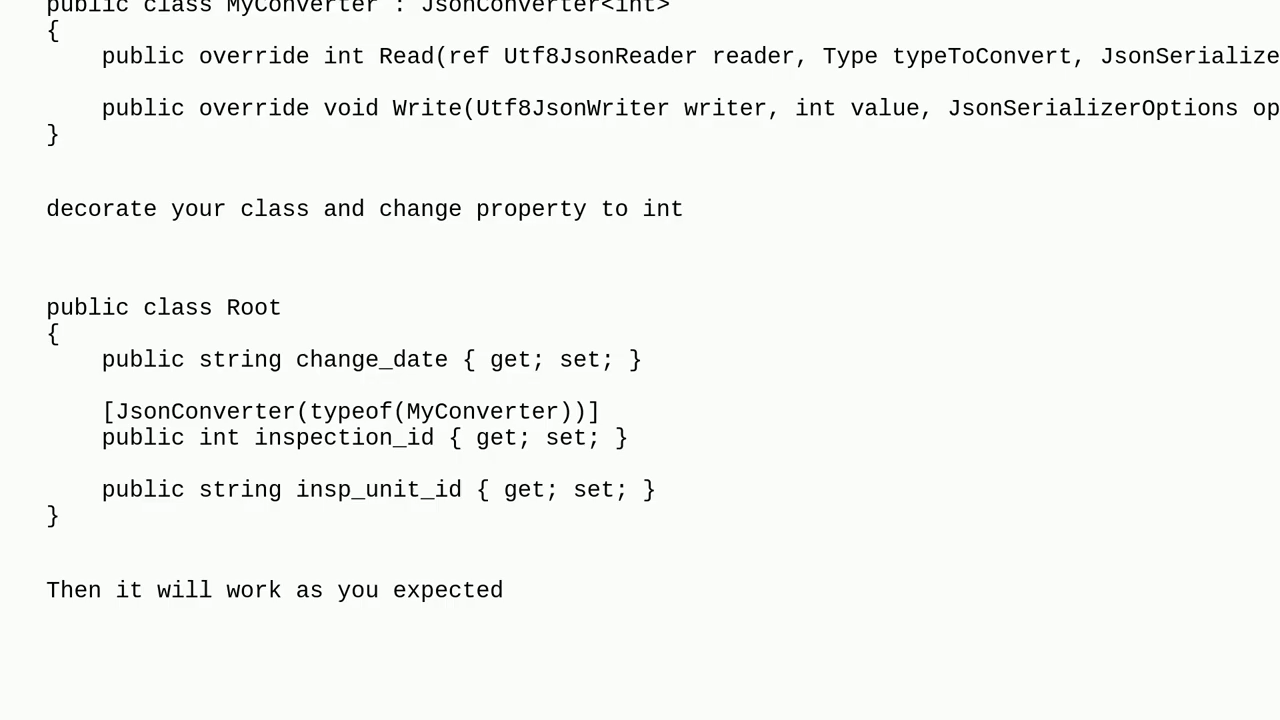 public class MyConverter : JsonConverter<int>
{
    public override int Read(ref Utf8JsonReader reader, Type typeToConvert, JsonSerialize
    public override void Write(Utf8JsonWriter writer, int value, JsonSerializerOptions op
}
decorate your class and change property to int
public class Root
{
    public string change_date { get; set; }
    [JsonConverter(typeof(MyConverter))]
    public int inspection_id { get; set; }
    public string insp_unit_id { get; set; }
}
Then it will work as you expected